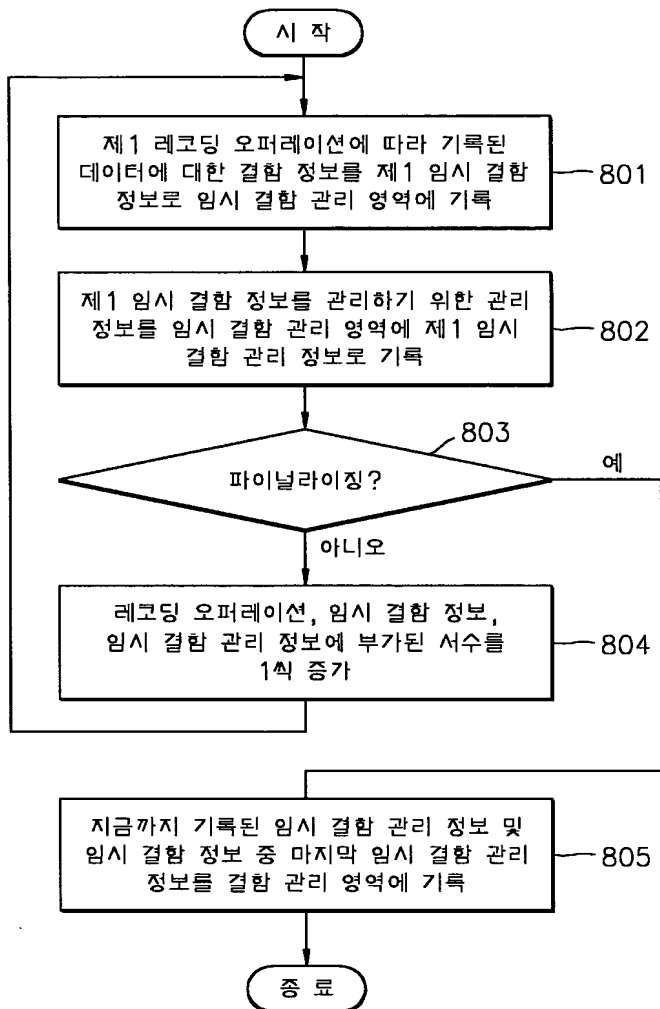 시 작
제1 레코딩 오퍼레이션에 따라 기록된
데이터에 대한 결함 정보를 제1 임시 결함
정보로 임시 결함 관리 영역에 기록
801
제1 임시 결함 정보를 관리하기 위한 관리
정보를 임시 결함 관리 영역에 제1 임시
결함 관리 정보로 기록
802
803
파이널라이징?
예
아니오
레코딩 오퍼레이션, 임시 결함 정보,
임시 결함 관리 정보에 부가된 서수를
1씩 증가
804
지금까지 기록된 임시 결함 관리 정보 및
임시 결함 정보 중 마지막 임시 결함 관리
정보를 결함 관리 영역에 기록
805
종 료